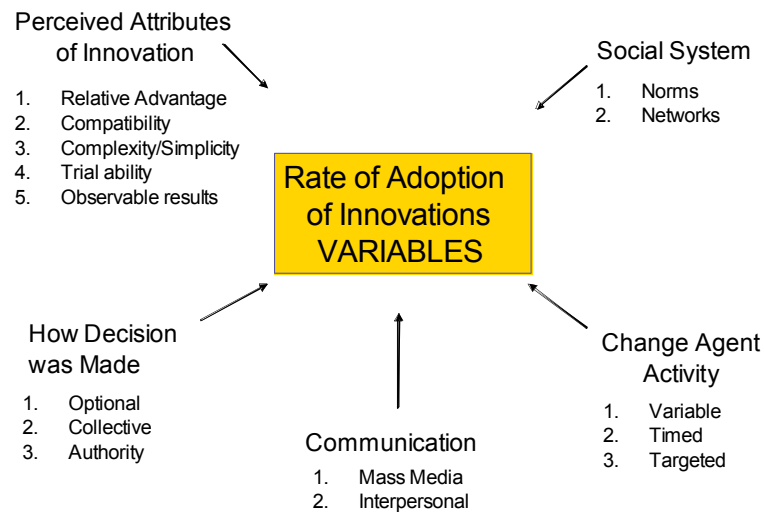 Perceived Attributes
of Innovation
1. Relative Advantage
2. Compatibility
3. Complexity/Simplicity
4. Trial ability
5. Observable results
Social System
1. Norms
2. Networks
Rate of Adoption
of Innovations
VARIABLES
How Decision
was Made
1. Optional
2. Collective
3. Authority
Communication
1. Mass Media
2. Interpersonal
Change Agent
Activity
1. Variable
2. Timed
3. Targeted